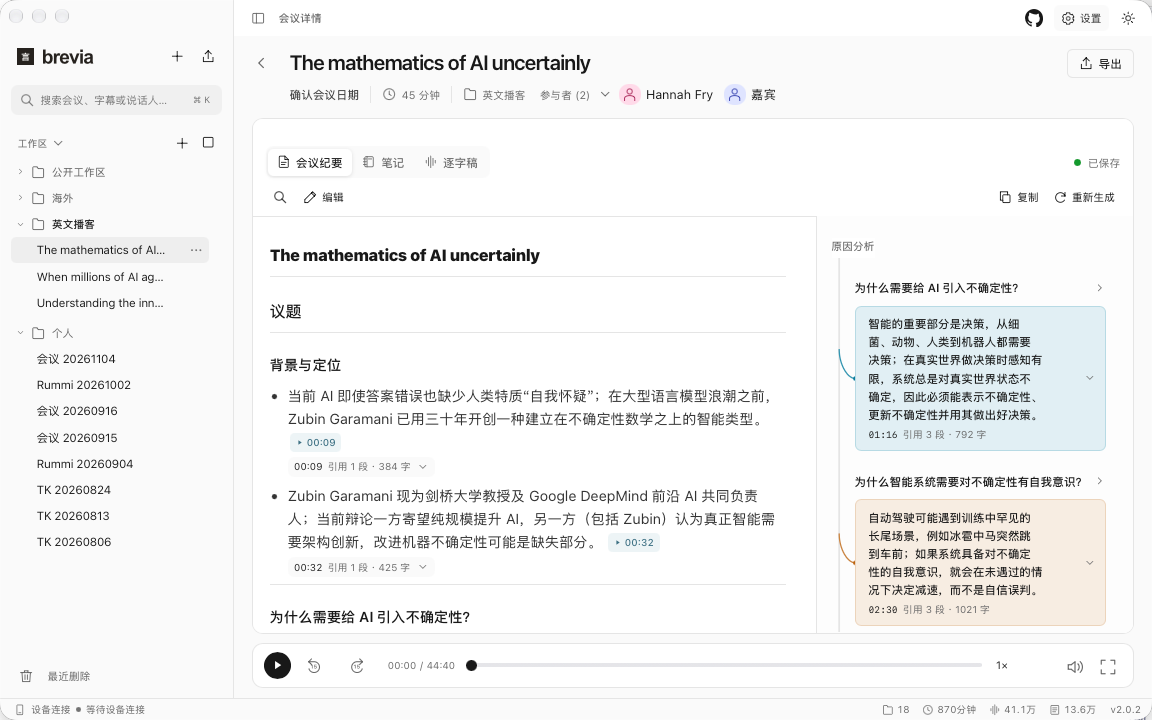 会议详情
设置
言 brevia
搜索会议、字幕或说话人... ⌘ K
工作区
公开工作区
海外
英文播客
The mathematics of AI... ···
When millions of AI ag...
Understanding the inn...
个人
会议 20261104
Rummi 20261002
会议 20260916
会议 20260915
Rummi 20260904
TK 20260824
TK 20260813
TK 20260806
最近删除
The mathematics of AI uncertainly
导出
确认会议日期 45 分钟 英文播客 参与者 (2) Hannah Fry 嘉宾
会议纪要 笔记 逐字稿
已保存
编辑
复制 重新生成
The mathematics of AI uncertainly
议题
背景与定位
当前 AI 即使答案错误也缺少人类特质“自我怀疑”；在大型语言模型浪潮之前，
Zubin Garamani 已用三十年开创一种建立在不确定性数学之上的智能类型。
00:09
00:09 引用 1 段 · 384 字
Zubin Garamani 现为剑桥大学教授及 Google DeepMind 前沿 AI 共同负责
人；当前辩论一方寄望纯规模提升 AI，另一方（包括 Zubin）认为真正智能需
要架构创新，改进机器不确定性可能是缺失部分。 00:32
00:32 引用 1 段 · 425 字
为什么需要给 AI 引入不确定性?
原因分析
为什么需要给 AI 引入不确定性?
智能的重要部分是决策，从细
菌、动物、人类到机器人都需要
决策；在真实世界做决策时感知有
限，系统总是对真实世界状态不
确定，因此必须能表示不确定性、
更新不确定性并用其做出好决策。
01:16 引用 3 段 · 792 字
为什么智能系统需要对不确定性有自我意识?
自动驾驶可能遇到训练中罕见的
长尾场景，例如冰雹中马突然跳
到车前；如果系统具备对不确定
性的自我意识，就会在未遇过的情
况下决定减速，而不是自信误判。
02:30 引用 3 段 · 1021 字
15 15 00:00 / 44:40 1×
设备连接 等待设备连接
18 870分钟 41.1万 13.6万 v2.0.2